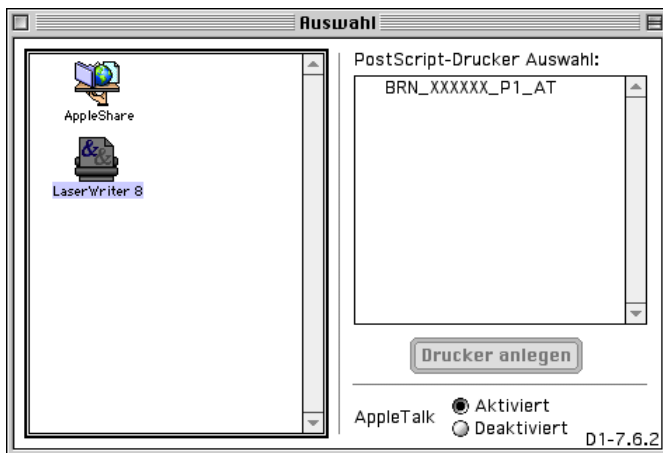 Auswahl
AppleShare
LaserWriter 8
PostScript-Drucker Auswahl:
BRN_XXXXXX_P1_AT
Drucker anlegen
AppleTalk
Aktiviert
Deaktiviert
D1-7.6.2